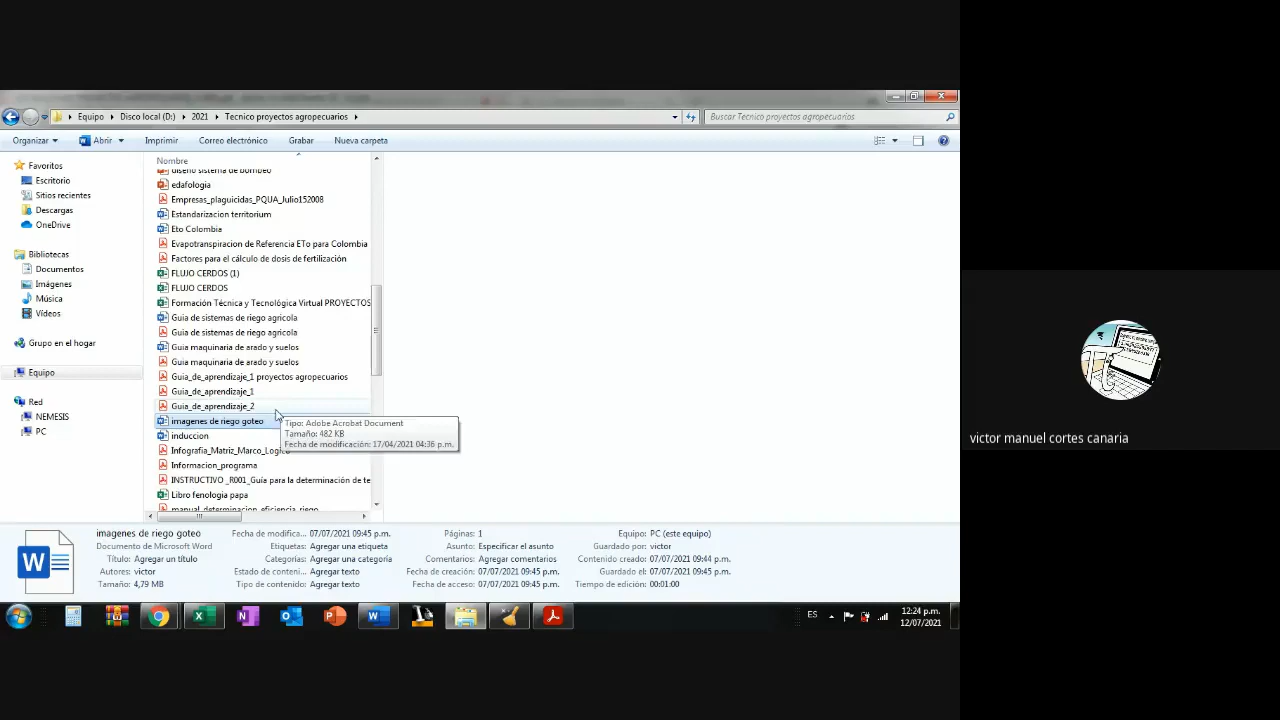 Equipo ▸ Disco local (D:) ▸ 2021 ▸ Tecnico proyectos agropecuarios ▸
Buscar Tecnico proyectos agropecuarios
Organizar Abrir Imprimir Correo electrónico Grabar Nueva carpeta
Favoritos
Escritorio
Sitios recientes
Descargas
OneDrive
Bibliotecas
Documentos
Imágenes
Música
Vídeos
Grupo en el hogar
Equipo
Red
NEMESIS
PC
Nombre
diseño sistema de bombeo
edafologia
Empresas_plaguicidas_PQUA_Julio152008
Estandarizacion territorium
Eto Colombia
Evapotranspiracion de Referencia ETo para Colombia
Factores para el cálculo de dosis de fertilización
FLUJO CERDOS (1)
FLUJO CERDOS
Formación Técnica y Tecnológica Virtual PROYECTOS
Guia de sistemas de riego agricola
Guia de sistemas de riego agricola
Guia maquinaria de arado y suelos
Guia maquinaria de arado y suelos
Guia_de_aprendizaje_1 proyectos agropecuarios
Guia_de_aprendizaje_1
Guia_de_aprendizaje_2
imagenes de riego goteo
induccion
Infografia_Matriz_Marco_Logico
Informacion_programa
INSTRUCTIVO _R001_Guía para la determinación de te
Libro fenologia papa
manual_determinacion_eficiencia_riego
Tipo: Adobe Acrobat Document
Tamaño: 482 KB
Fecha de modificación: 17/04/2021 04:36 p.m.
imagenes de riego goteo
Documento de Microsoft Word
Título: Agregar un título
Autores: victor
Tamaño: 4,79 MB
Fecha de modifica... 07/07/2021 09:45 p.m.
Etiquetas: Agregar una etiqueta
Categorías: Agregar una categoría
Estado de conteni... Agregar texto
Tipo de contenido: Agregar texto
Páginas: 1
Asunto: Especificar el asunto
Comentarios: Agregar comentarios
Fecha de creación: 07/07/2021 09:45 p.m.
Fecha de acceso: 07/07/2021 09:45 p.m.
Equipo: PC (este equipo)
Guardado por: victor
Contenido creado: 07/07/2021 09:44 p.m.
Guardado el: 07/07/2021 09:45 p.m.
Tiempo de edición: 00:01:00
ES
12:24 p.m.
12/07/2021
victor manuel cortes canaria